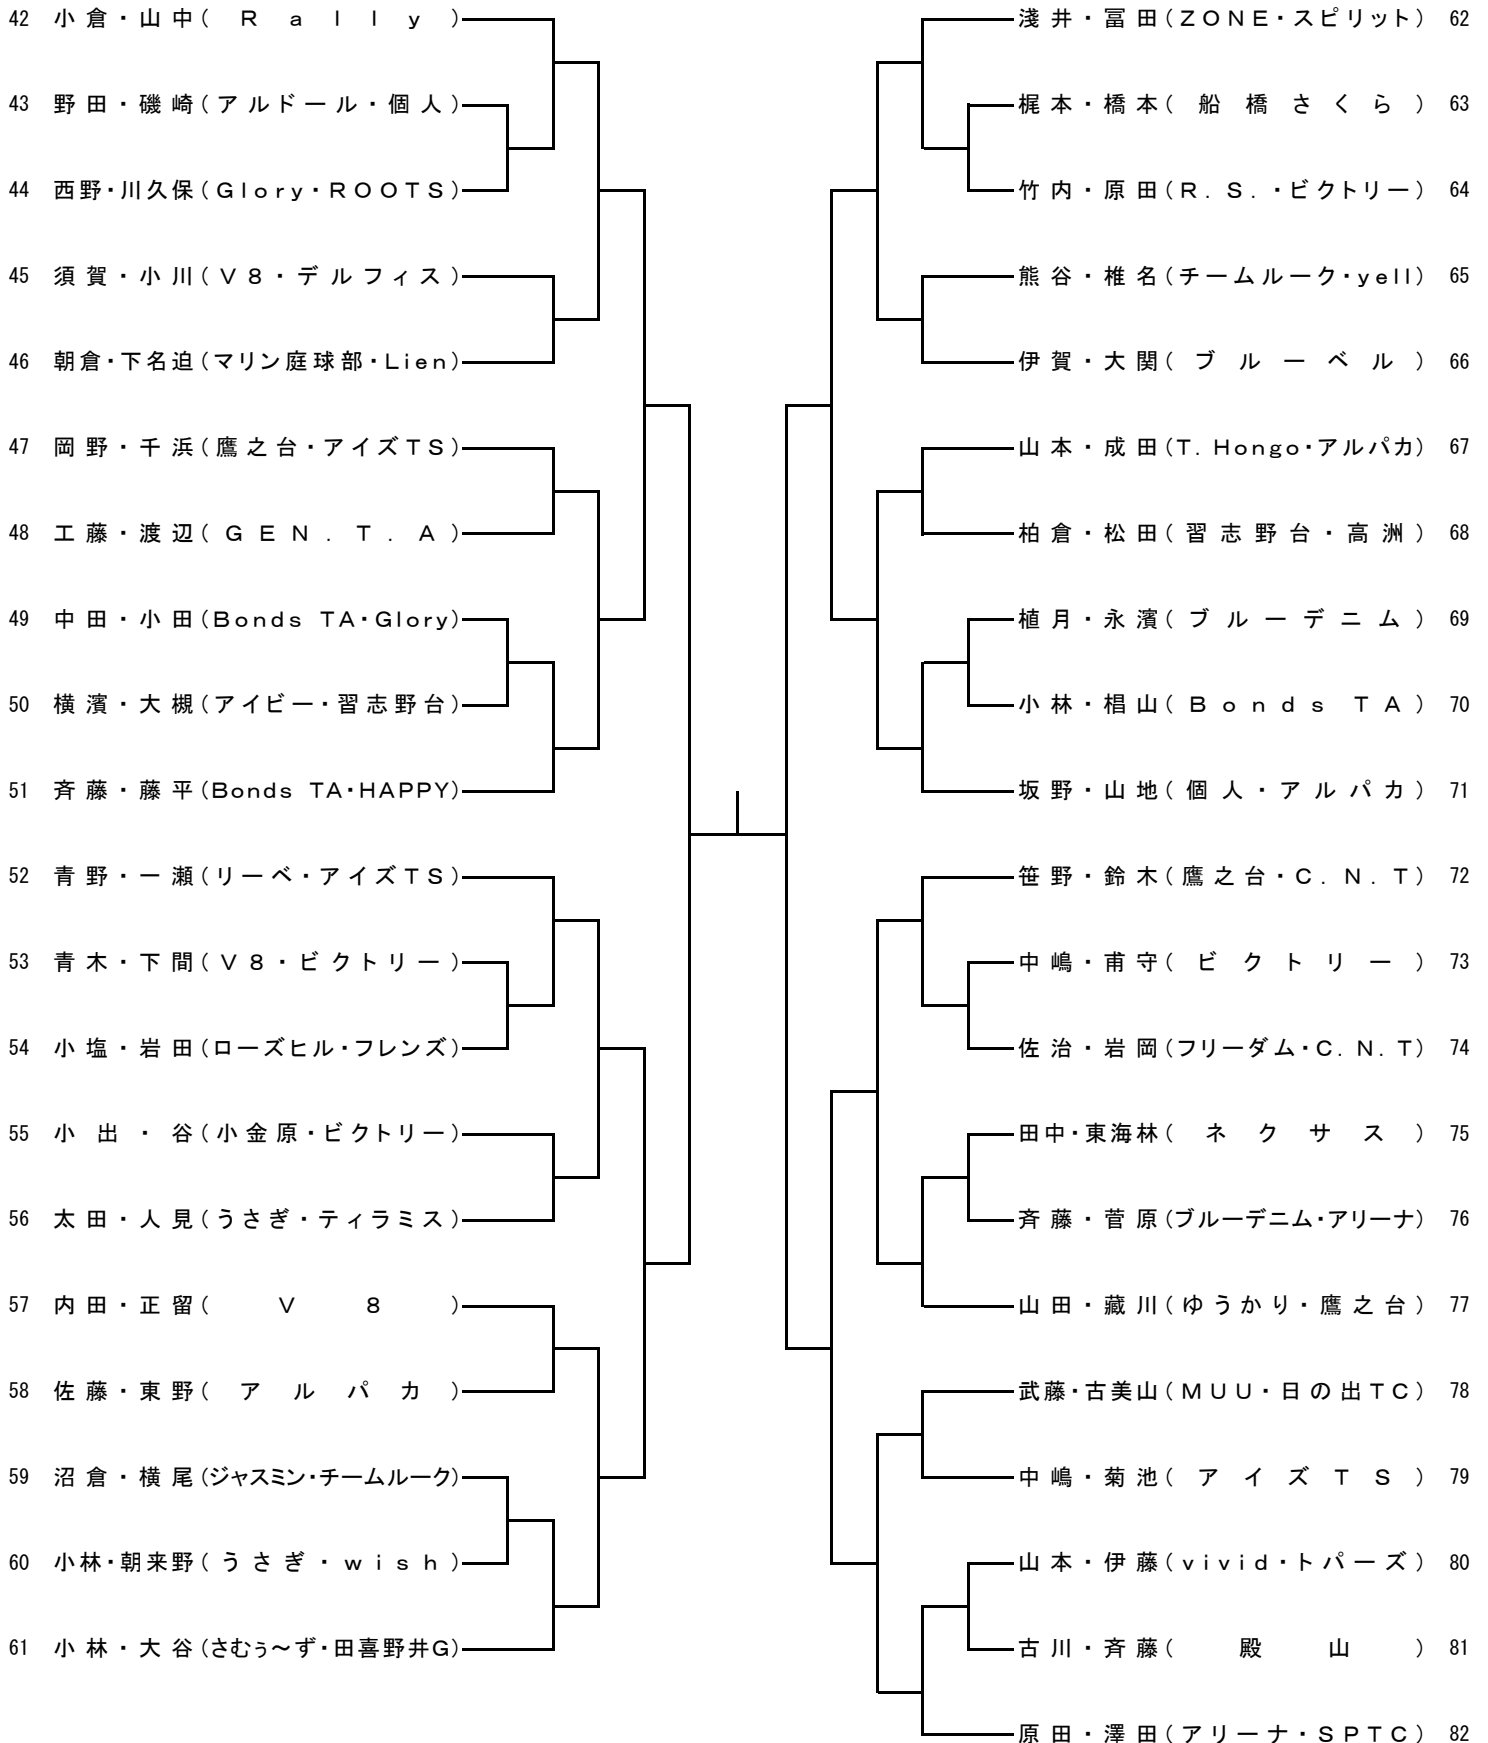 42 小倉・山中(Rally)
43 野田・磯崎(アルドール・個人)
44 西野・川久保(Glory・ROOTS)
45 須賀・小川(V8・デルフィス)
46 朝倉・下名迫(マリン庭球部・Lien)
47 岡野・千浜(鷹之台・アイズTS)
48 工藤・渡辺(GEN.T.A)
49 中田・小田(Bonds TA・Glory)
50 横濱・大槻(アイビー・習志野台)
51 斉藤・藤平(Bonds TA・HAPPY)
52 青野・一瀬(リーベ・アイズTS)
53 青木・下間(V8・ビクトリー)
54 小塩・岩田(ローズヒル・フレンズ)
55 小出・谷(小金原・ビクトリー)
56 太田・人見(うさぎ・ティラミス)
57 内田・正留(V8)
58 佐藤・東野(アルパカ)
59 沼倉・横尾(ジャスミン・チームルーク)
60 小林・朝来野(うさぎ・wish)
61 小林・大谷(さむぅ～ず・田喜野井G)
淺井・冨田(ZONE・スピリット) 62
梶本・橋本(船橋さくら) 63
竹内・原田(R.S.・ビクトリー) 64
熊谷・椎名(チームルーク・yell) 65
伊賀・大関(ブルーベル) 66
山本・成田(T.Hongo・アルパカ) 67
柏倉・松田(習志野台・高洲) 68
植月・永濱(ブルーデニム) 69
小林・椙山(Bonds TA) 70
坂野・山地(個人・アルパカ) 71
笹野・鈴木(鷹之台・C.N.T) 72
中嶋・甫守(ビクトリー) 73
佐治・岩岡(フリーダム・C.N.T) 74
田中・東海林(ネクサス) 75
斉藤・菅原(ブルーデニム・アリーナ) 76
山田・藏川(ゆうかり・鷹之台) 77
武藤・古美山(MUU・日の出TC) 78
中嶋・菊池(アイズTS) 79
山本・伊藤(vivid・トパーズ) 80
古川・斉藤(殿山) 81
原田・澤田(アリーナ・SPTC) 82